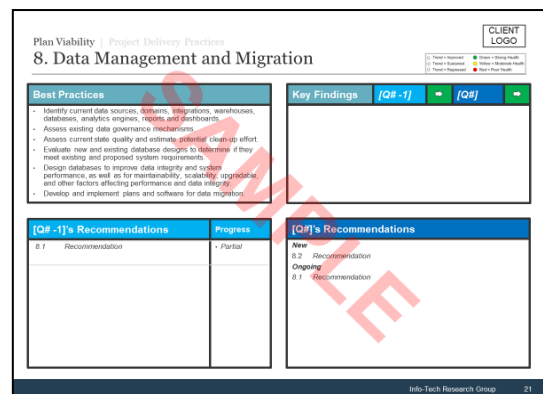 CLIENT
LOGO
Plan Viability | Project Delivery Practices
8. Data Management and Migration
Trend = Improved Green = Strong Health
Trend = Sustained Yellow = Moderate Health
Trend = Regressed Red = Poor Health
Best Practices
• Identify current data sources, domains, integrations, warehouses,
databases, analytics engines, reports and dashboards.
• Assess existing data governance mechanisms.
• Assess current state quality and estimate potential clean-up effort.
• Evaluate new and existing database designs to determine if they
meet existing and proposed system requirements.
• Design databases to improve data integrity and system
performance, as well as for maintainability, scalability, upgradable,
and other factors affecting performance and data integrity.
• Develop and implement plans and software for data migration.
Key Findings [Q# -1] [Q#]
[Q# -1]'s Recommendations Progress
8.1 Recommendation • Partial
[Q#]'s Recommendations
New
8.2 Recommendation
Ongoing
8.1 Recommendation
SAMPLE
Info-Tech Research Group 21